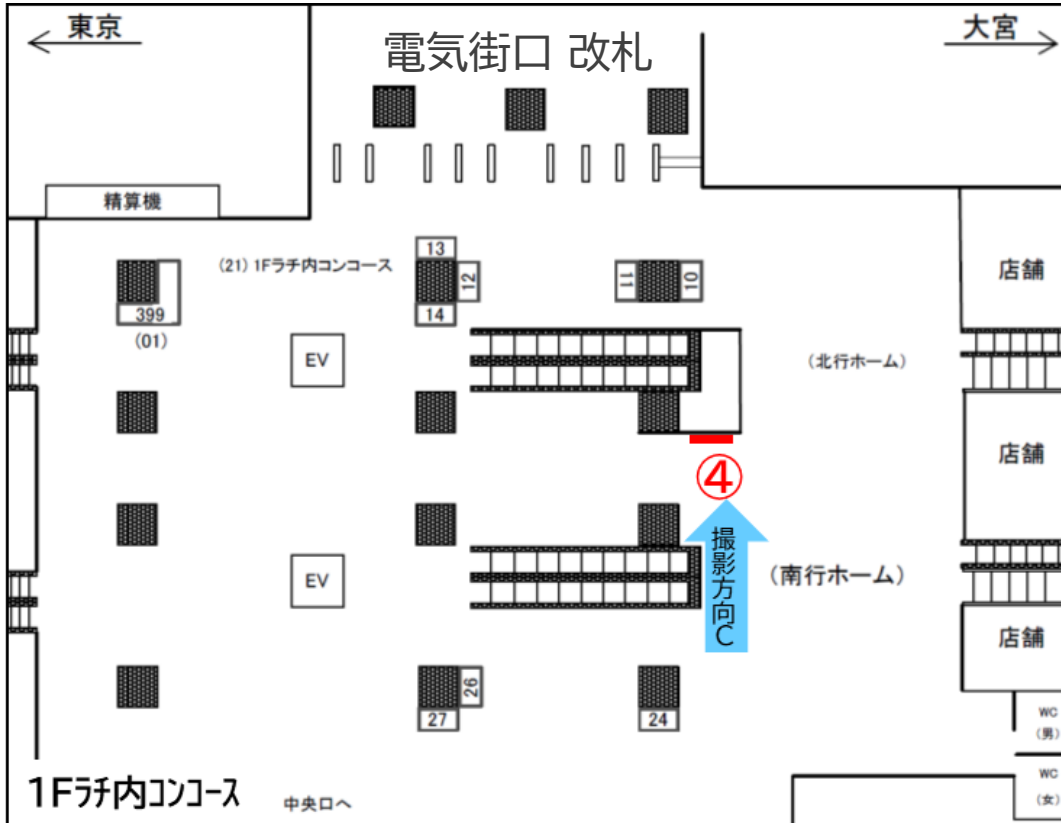 東京
大宮
電気街口 改札
精算機
(21) 1Fラチ内コンコース
13
12
14
11
10
399
(01)
店舗
EV
(北行ホーム)
店舗
④
撮影方向C
EV
(南行ホーム)
店舗
26
27
24
WC
(男)
WC
(女)
1Fラチ内コンコース
中央口へ